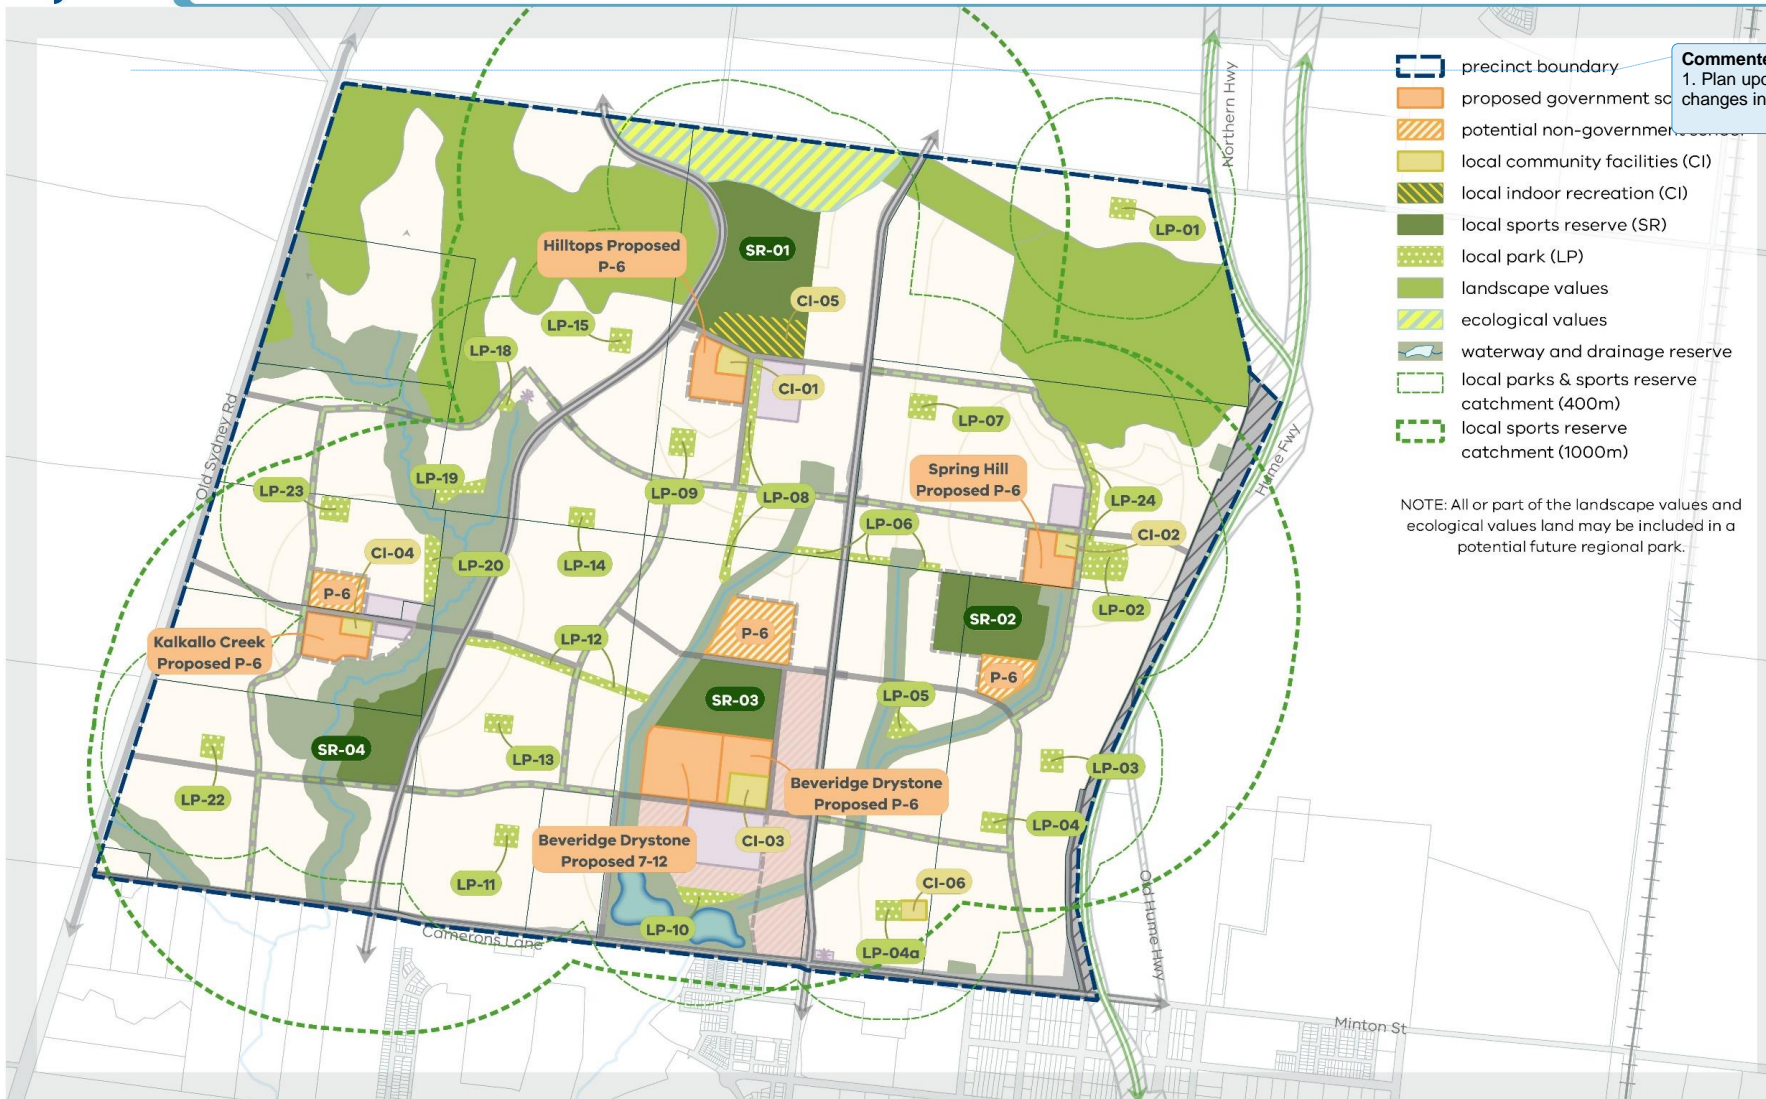 precinct boundary
proposed government sc
potential non-government school
local community facilities (CI)
local indoor recreation (CI)
local sports reserve (SR)
local park (LP)
landscape values
ecological values
waterway and drainage reserve
local parks & sports reserve
catchment (400m)
local sports reserve
catchment (1000m)
NOTE: All or part of the landscape values and
ecological values land may be included in a
potential future regional park.
Commente
1. Plan upd
changes in
Northern Hwy
LP-01
SR-01
Hilltops Proposed
P-6
CI-05
LP-15
LP-18
CI-01
Old Sydney Rd
LP-07
Hume Fwy
Spring Hill
Proposed P-6
LP-19
LP-23
LP-09
LP-08
LP-24
LP-06
CI-02
CI-04
LP-20
LP-14
P-6
LP-02
SR-02
Kalkallo Creek
Proposed P-6
LP-12
P-6
P-6
LP-05
SR-03
SR-04
LP-13
LP-03
LP-22
Beveridge Drystone
Proposed P-6
LP-04
Beveridge Drystone
Proposed 7-12
CI-03
LP-11
CI-06
LP-10
LP-04a
Camerons Lane
Old Hume Hwy
Minton St